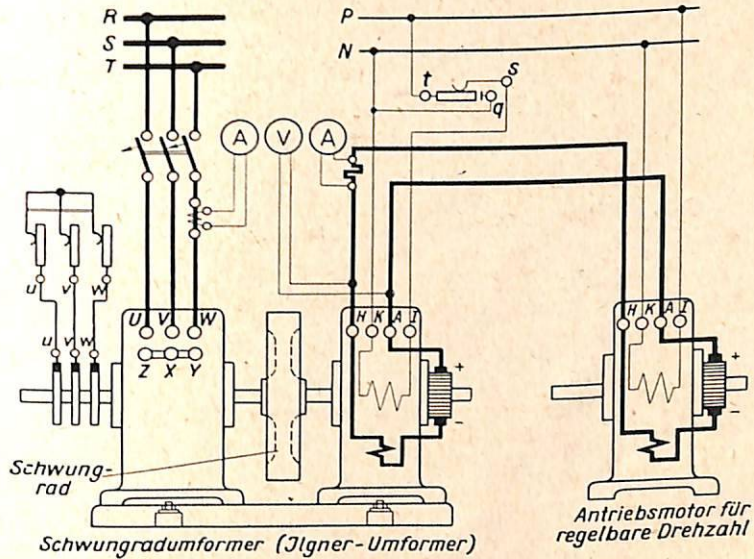 R
S
T
P
N
t
s
q
A
V
A
u
v
w
u
v
w
U
V
W
Z
X
Y
H
K
A
I
+
−
H
K
A
I
+
−
Schwung-
rad
Schwungradumformer (Jlgner-Umformer)
Antriebsmotor für
regelbare Drehzahl